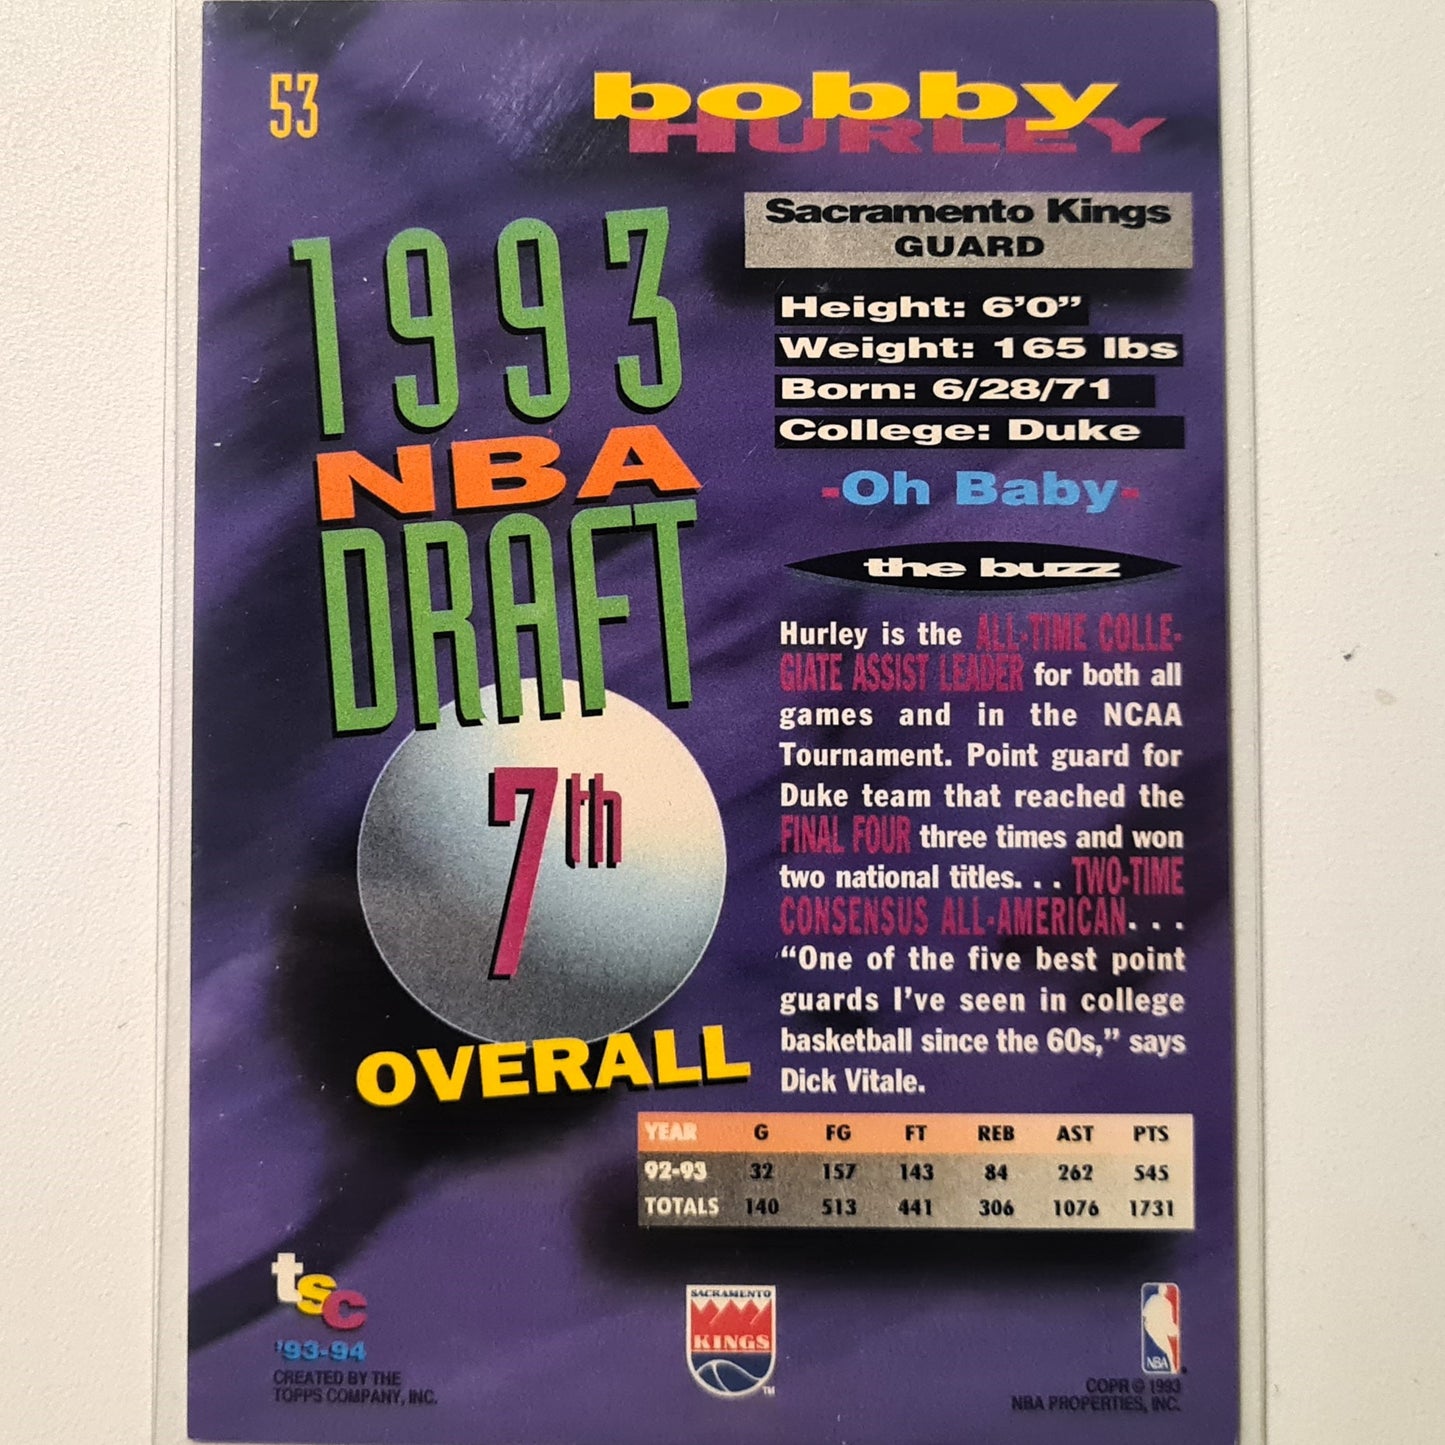 53
bobby
HURLEY
Sacramento Kings
GUARD
Height: 6’0”
Weight: 165 lbs
Born: 6/28/71
College: Duke
-Oh Baby-
the buzz
Hurley is the ALL-TIME COLLE-
GIATE ASSIST LEADER for both all
games and in the NCAA
Tournament. Point guard for
Duke team that reached the
FINAL FOUR three times and won
two national titles. . . TWO-TIME
CONSENSUS ALL-AMERICAN. . .
“One of the five best point
guards I’ve seen in college
basketball since the 60s,” says
Dick Vitale.
1993
NBA
DRAFT
7th
OVERALL
YEAR G FG FT REB AST PTS
92-93 32 157 143 84 262 545
TOTALS 140 513 441 306 1076 1731
tsc
'93-94
CREATED BY THE
TOPPS COMPANY, INC.
SACRAMENTO
KINGS
TM
NBA
COPR © 1993
NBA PROPERTIES, INC.